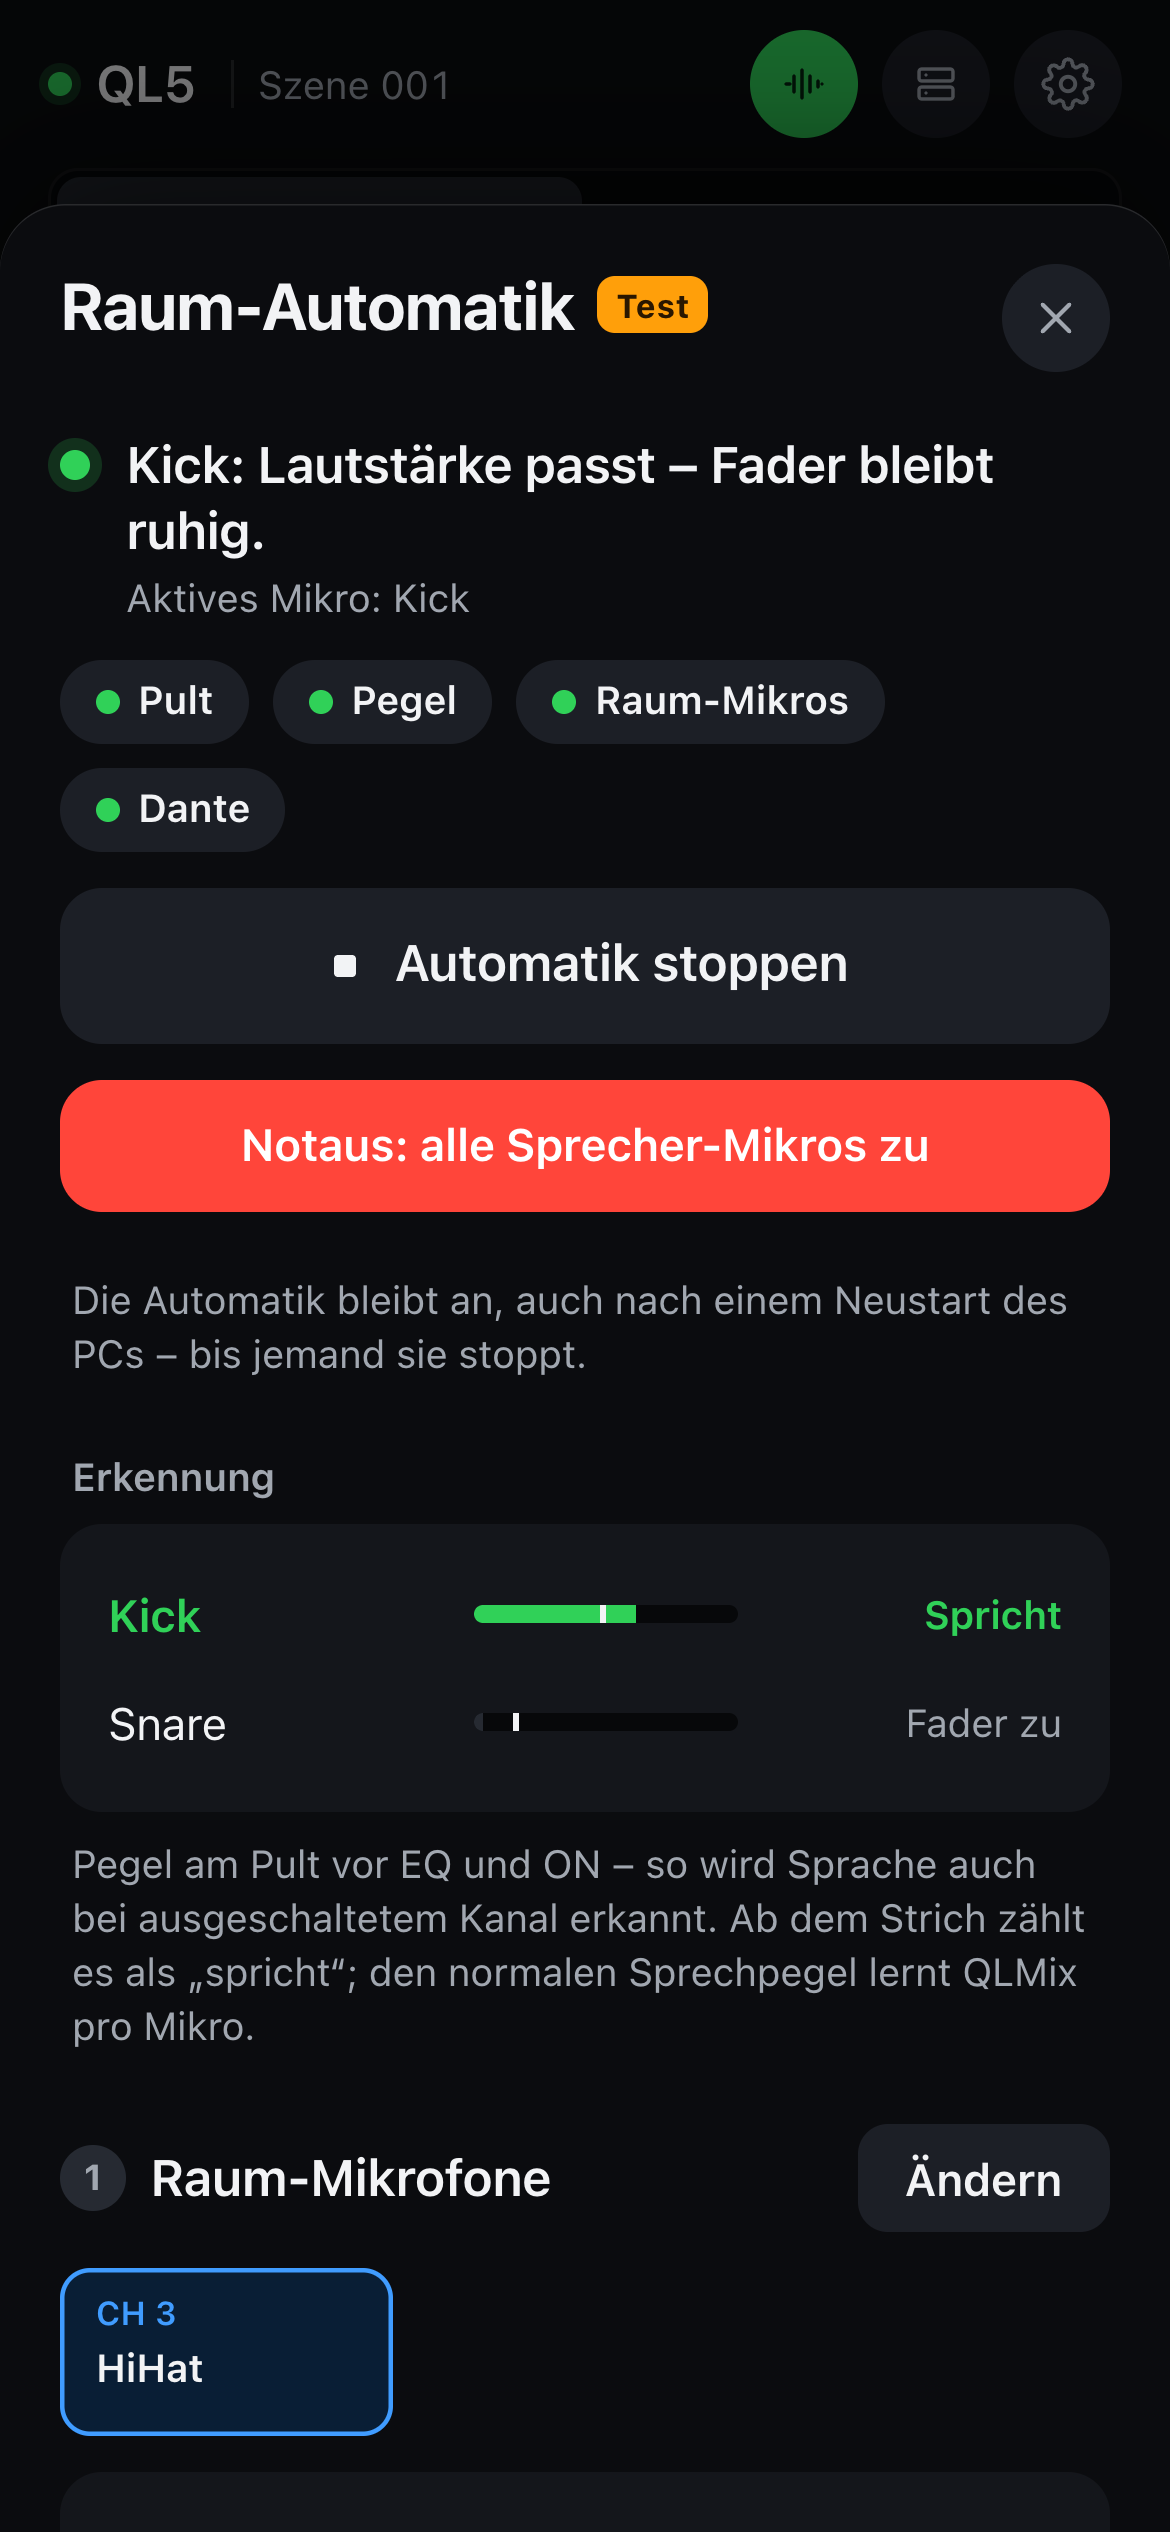 QL5 Szene 001
Raum-Automatik Test
Kick: Lautstärke passt – Fader bleibt
ruhig.
Aktives Mikro: Kick
Pult Pegel Raum-Mikros
Dante
Automatik stoppen
Notaus: alle Sprecher-Mikros zu
Die Automatik bleibt an, auch nach einem Neustart des
PCs – bis jemand sie stoppt.
Erkennung
Kick Spricht
Snare Fader zu
Pegel am Pult vor EQ und ON – so wird Sprache auch
bei ausgeschaltetem Kanal erkannt. Ab dem Strich zählt
es als „spricht“; den normalen Sprechpegel lernt QLMix
pro Mikro.
1 Raum-Mikrofone Ändern
CH 3
HiHat